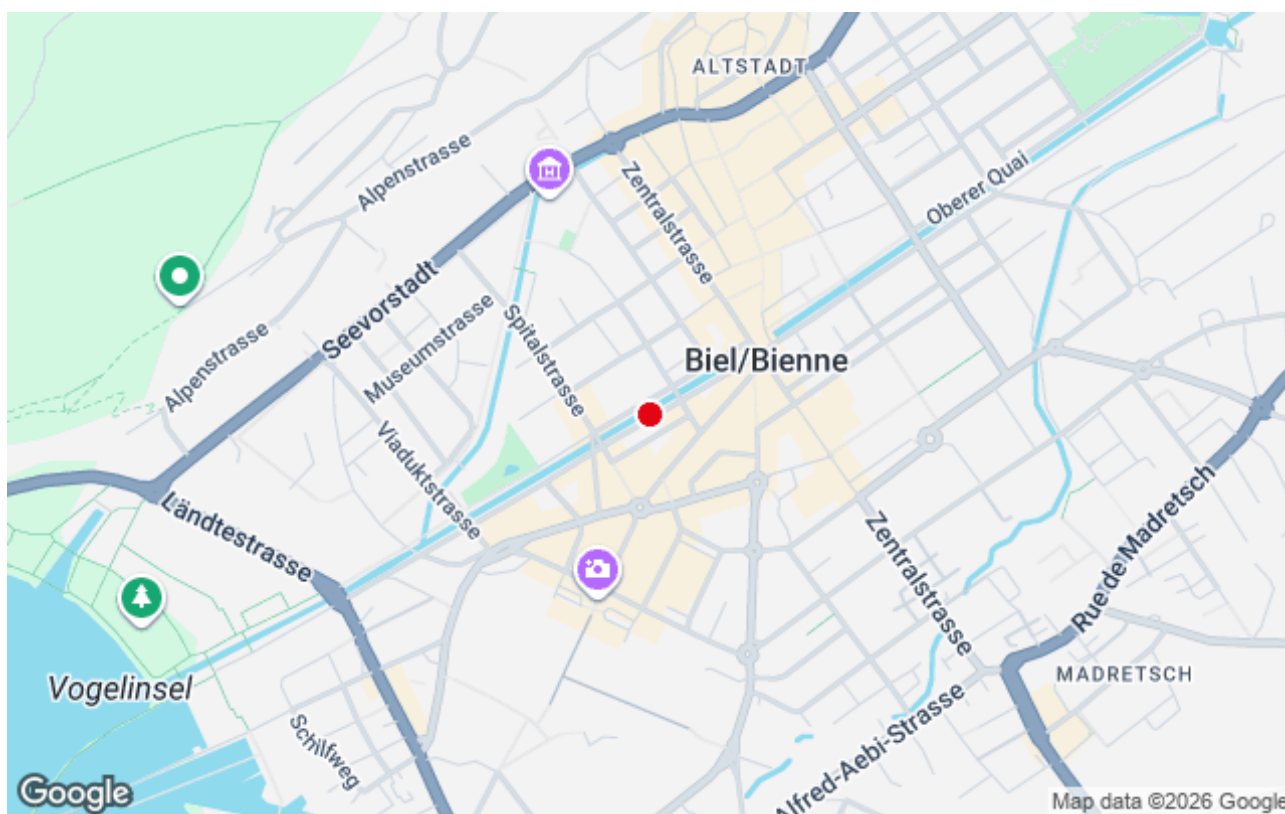 ALTSTADT
Alpenstrasse
Zentralstrasse
Oberer Quai
Seevorstadt
Museumstrasse
Spitalstrasse
Alpenstrasse
Biel/Bienne
Viaduktstrasse
Ländtestrasse
Zentralstrasse
Rue de Madretsch
Vogelinsel
MADRETSCH
Schilfweg
Alfred-Aebi-Strasse
Google
Map data ©2026 Google